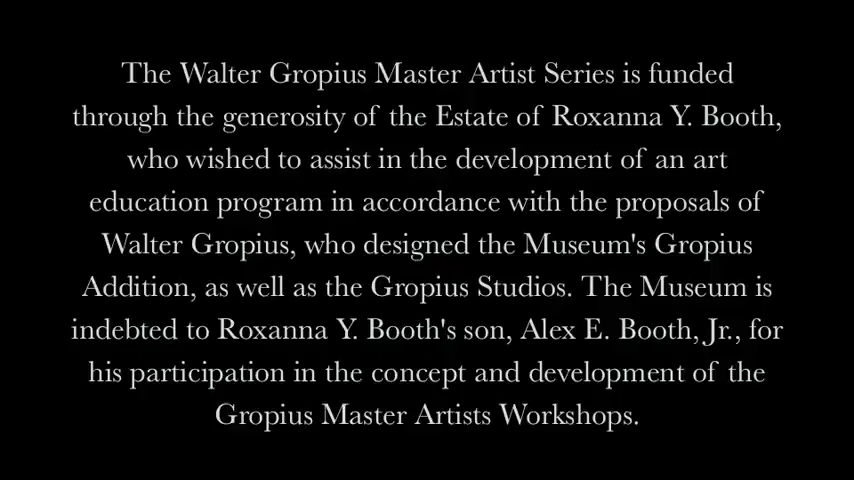 The Walter Gropius Master Artist Series is funded
through the generosity of the Estate of Roxanna Y. Booth,
who wished to assist in the development of an art
education program in accordance with the proposals of
Walter Gropius, who designed the Museum's Gropius
Addition, as well as the Gropius Studios. The Museum is
indebted to Roxanna Y. Booth's son, Alex E. Booth, Jr., for
his participation in the concept and development of the
Gropius Master Artists Workshops.